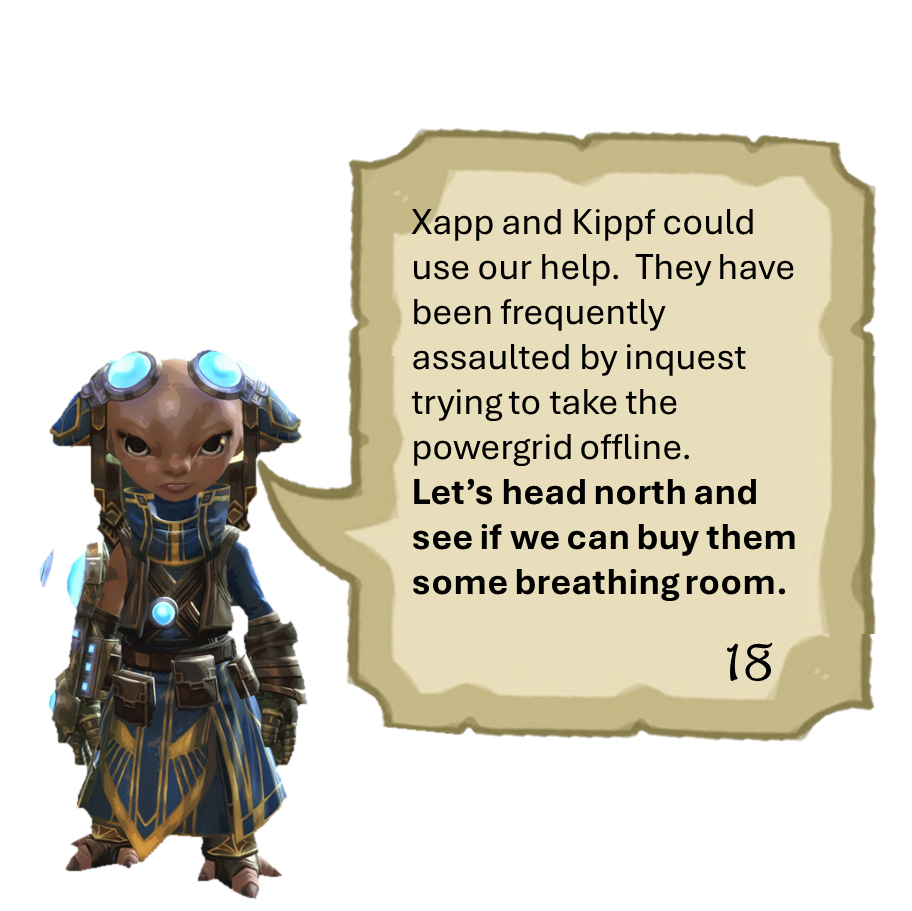 Xapp and Kippf could
use our help.  They have
been frequently
assaulted by inquest
trying to take the
powergrid offline.
Let’s head north and
see if we can buy them
some breathing room.
18